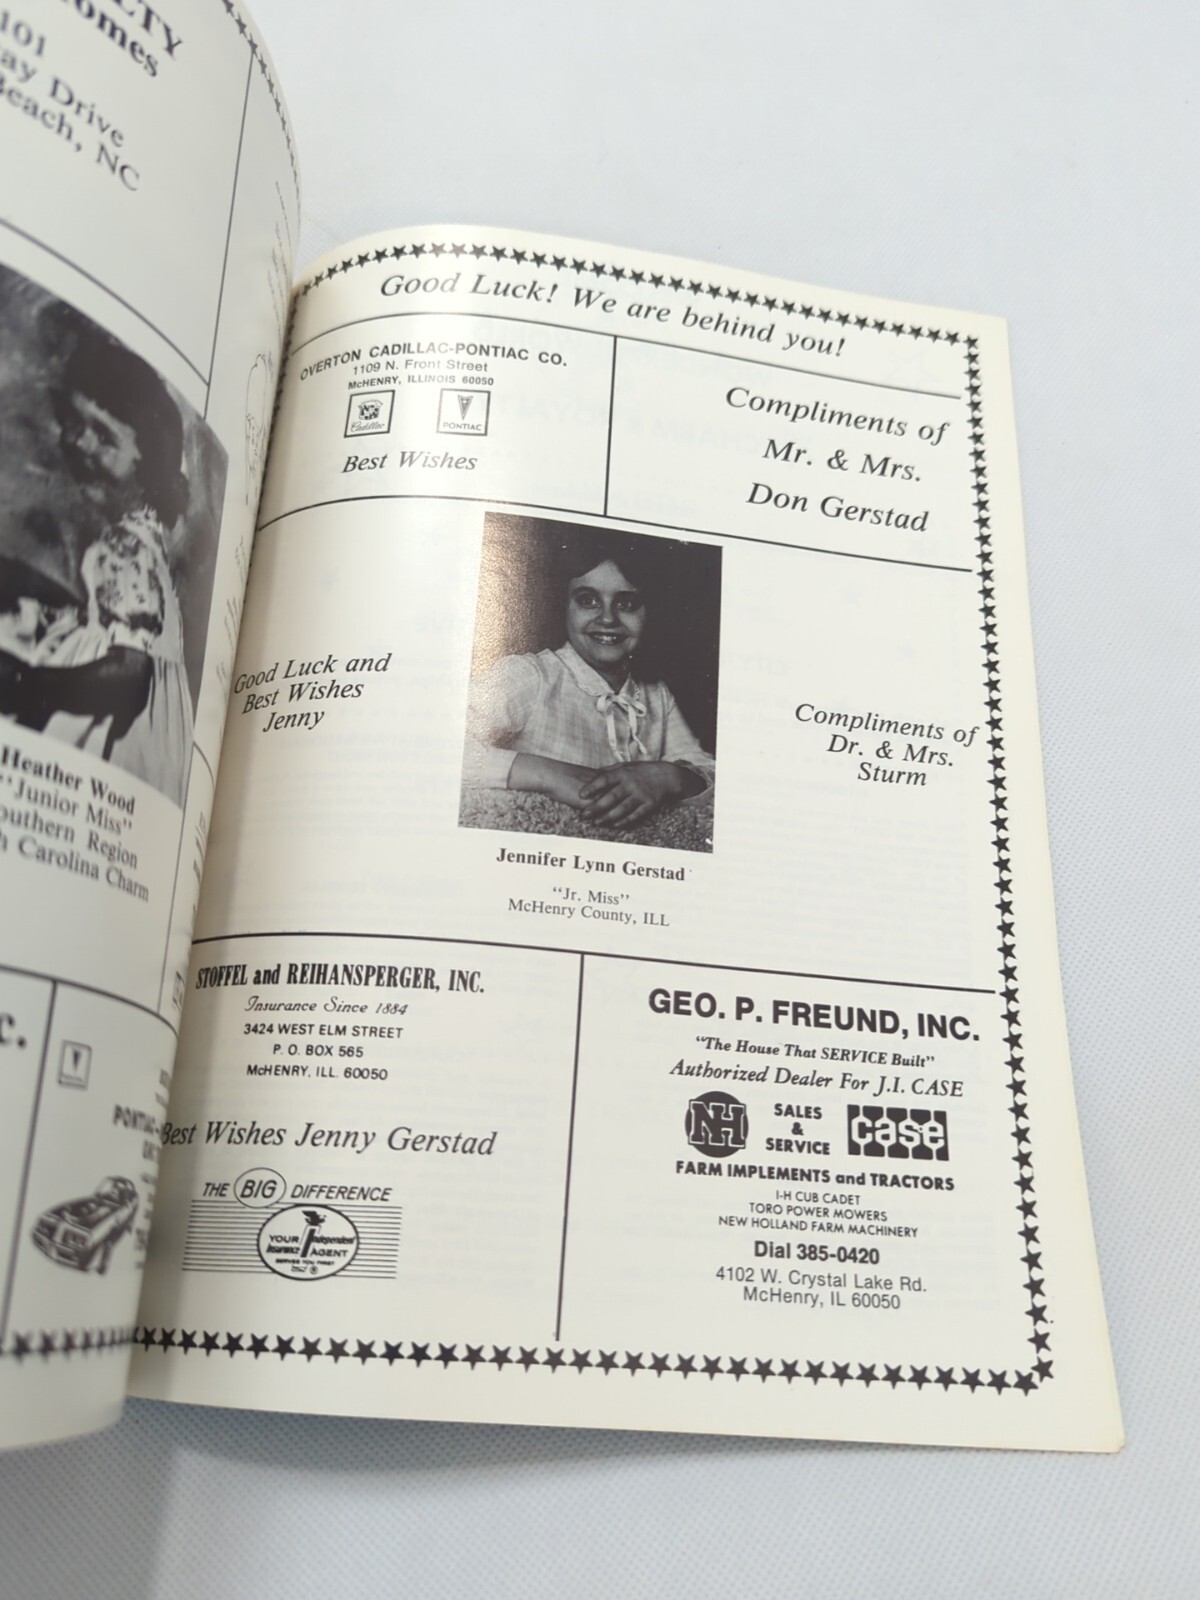 101
Drive
Beach, NC
Heather Wood
"Junior Miss"
Region
Carolina Charm
PONTIAC
Good Luck! We are behind you!
OVERTON CADILLAC-PONTIAC CO.
1109 N. Front Street
McHENRY, ILLINOIS 60050
Cadillac
PONTIAC
Best Wishes
Compliments of
Mr. & Mrs.
Don Gerstad
Good Luck and
Best Wishes
Jenny
Compliments of
Dr. & Mrs.
Sturm
Jennifer Lynn Gerstad
"Jr. Miss"
McHenry County, ILL
STOFFEL and REIHANSPERGER, INC.
Insurance Since 1884
3424 WEST ELM STREET
P. O. BOX 565
McHENRY, ILL. 60050
Best Wishes Jenny Gerstad
THE BIG DIFFERENCE
YOUR Independent
Insurance AGENT
SERVES YOU FIRST
GEO. P. FREUND, INC.
"The House That SERVICE Built"
Authorized Dealer For J.I. CASE
NH
SALES
&
SERVICE
case
FARM IMPLEMENTS and TRACTORS
I-H CUB CADET
TORO POWER MOWERS
NEW HOLLAND FARM MACHINERY
Dial 385-0420
4102 W. Crystal Lake Rd.
McHenry, IL 60050